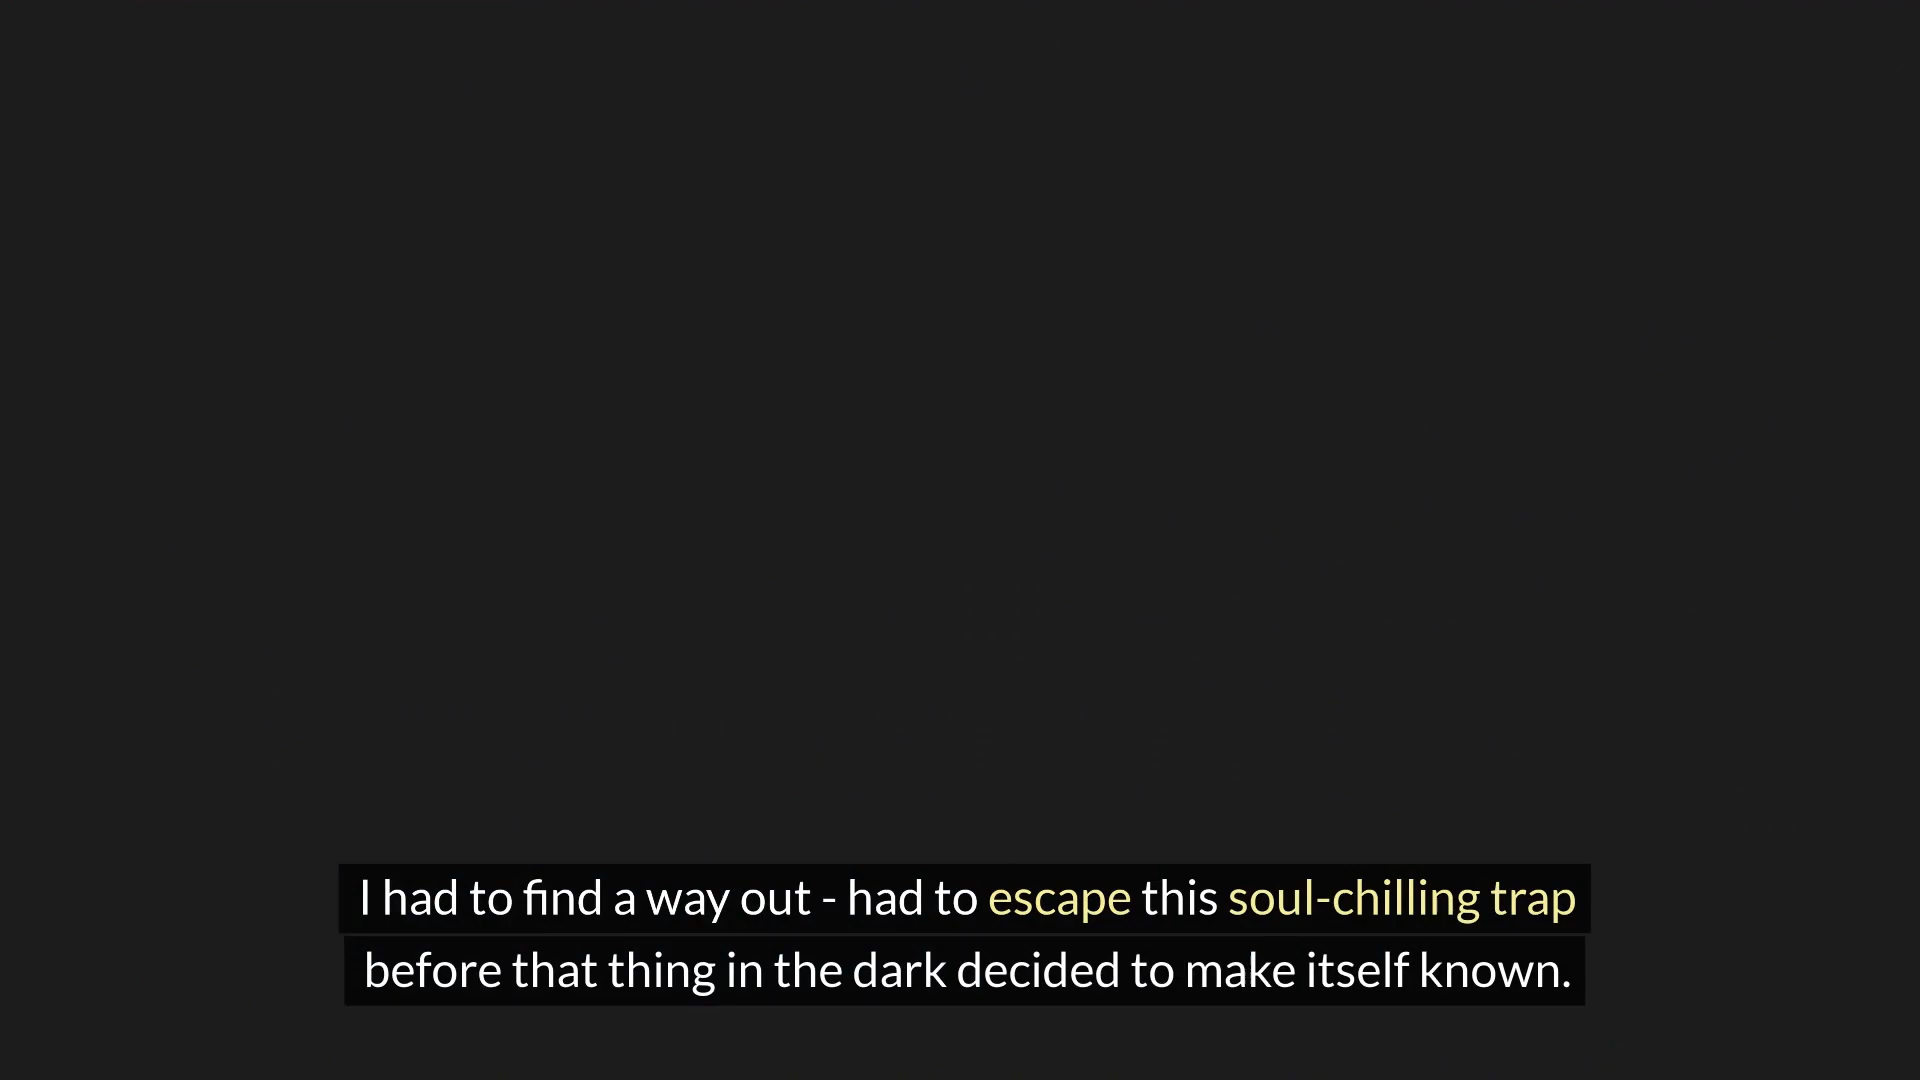 I had to find a way out - had to escape this soul-chilling trap
before that thing in the dark decided to make itself known.